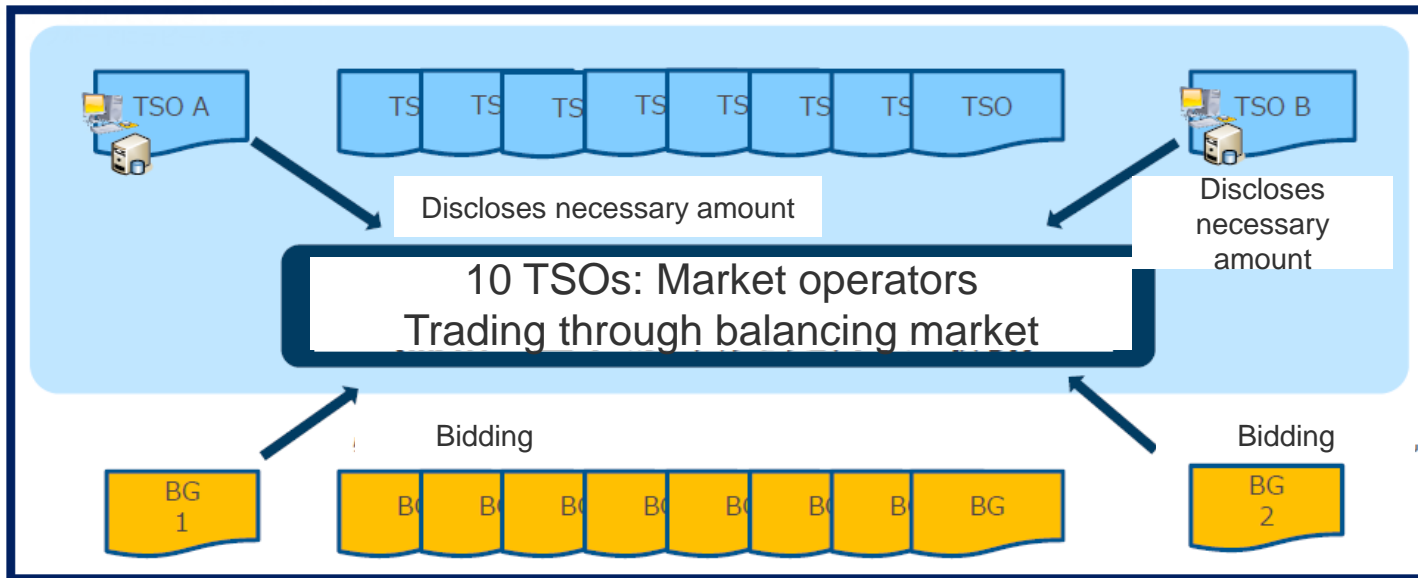 TSO A
TS
TS
TS
TS
TS
TS
TS
TSO
TSO B
Discloses necessary amount
Discloses
necessary
amount
10 TSOs: Market operators
Trading through balancing market
Bidding
Bidding
BG
1
BG
BG
2